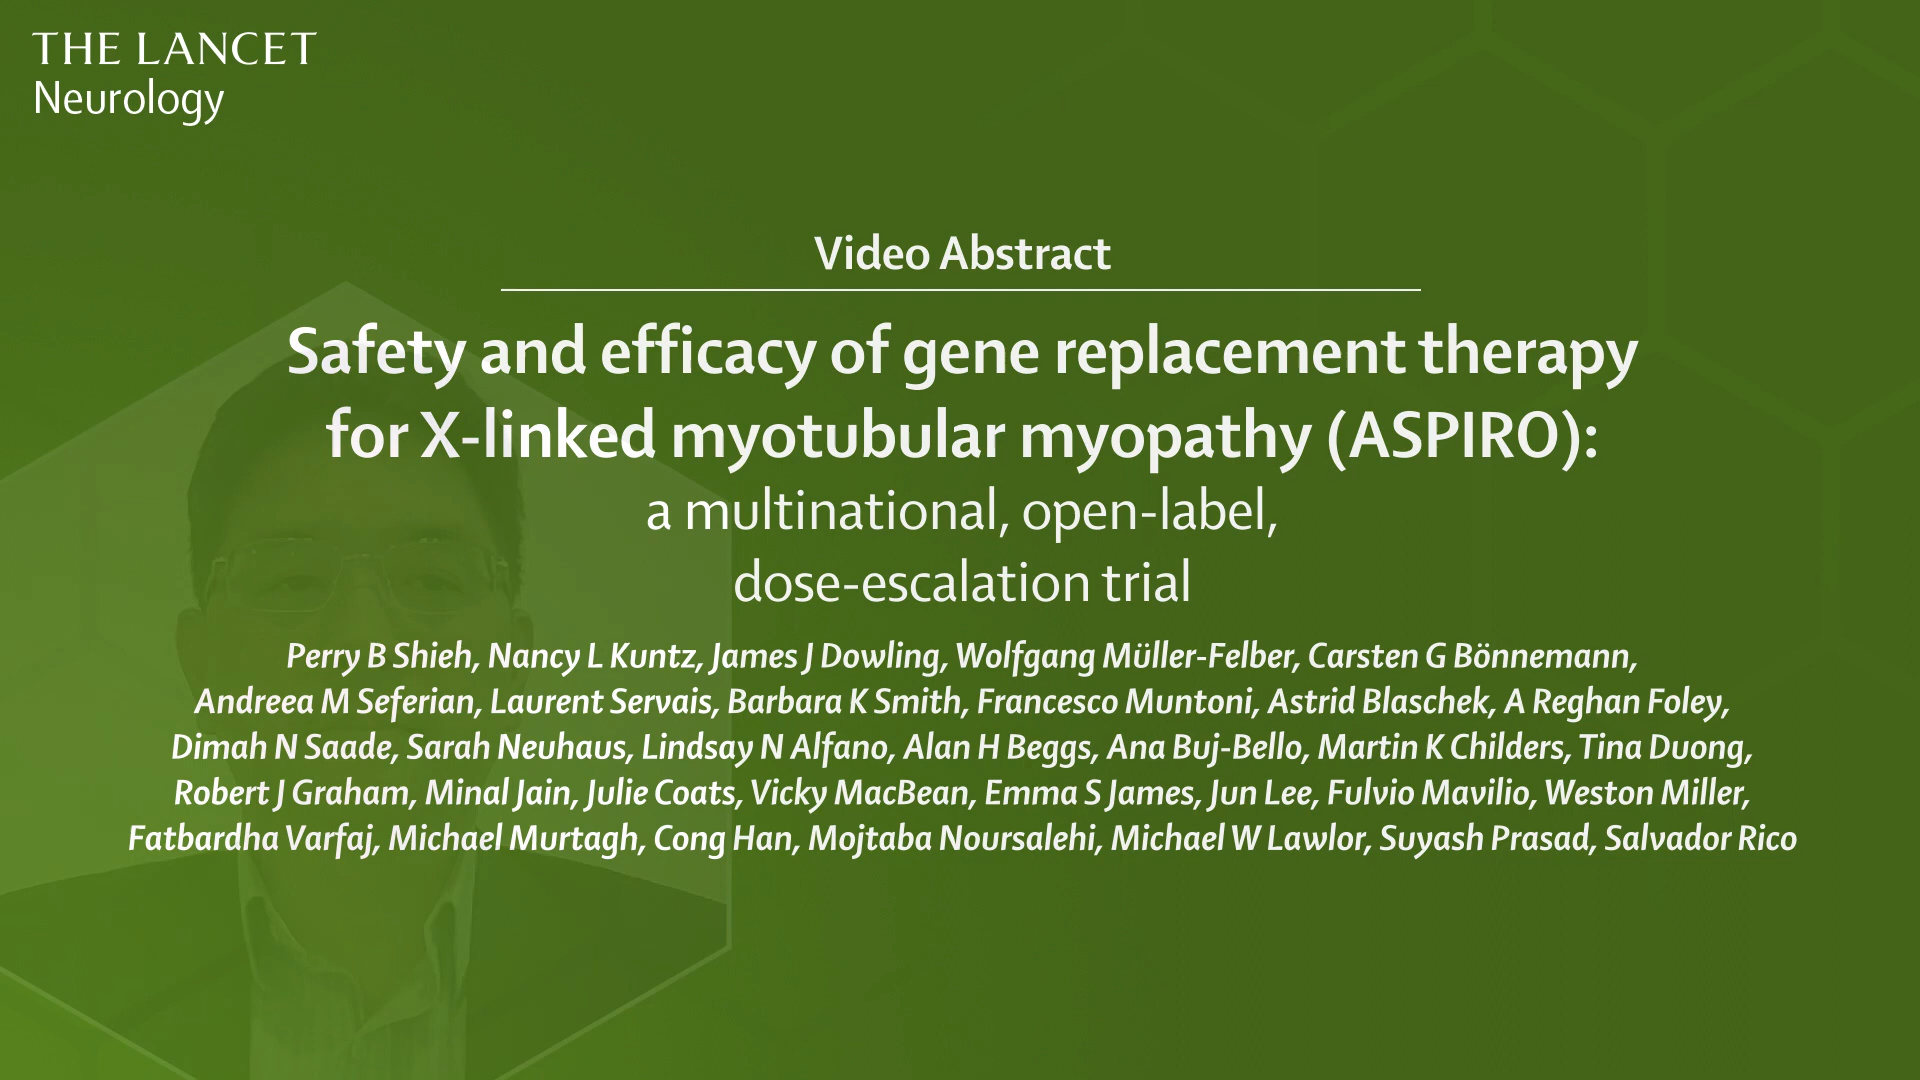 THE LANCET
Neurology
Video Abstract
Safety and efficacy of gene replacement therapy
for X-linked myotubular myopathy (ASPIRO):
a multinational, open-label,
dose-escalation trial
Perry B Shieh, Nancy L Kuntz, James J Dowling, Wolfgang Müller-Felber, Carsten G Bönnemann,
Andreea M Seferian, Laurent Servais, Barbara K Smith, Francesco Muntoni, Astrid Blaschek, A Reghan Foley,
Dimah N Saade, Sarah Neuhaus, Lindsay N Alfano, Alan H Beggs, Ana Buj-Bello, Martin K Childers, Tina Duong,
Robert J Graham, Minal Jain, Julie Coats, Vicky MacBean, Emma S James, Jun Lee, Fulvio Mavilio, Weston Miller,
Fatbardha Varfaj, Michael Murtagh, Cong Han, Mojtaba Noursalehi, Michael W Lawlor, Suyash Prasad, Salvador Rico